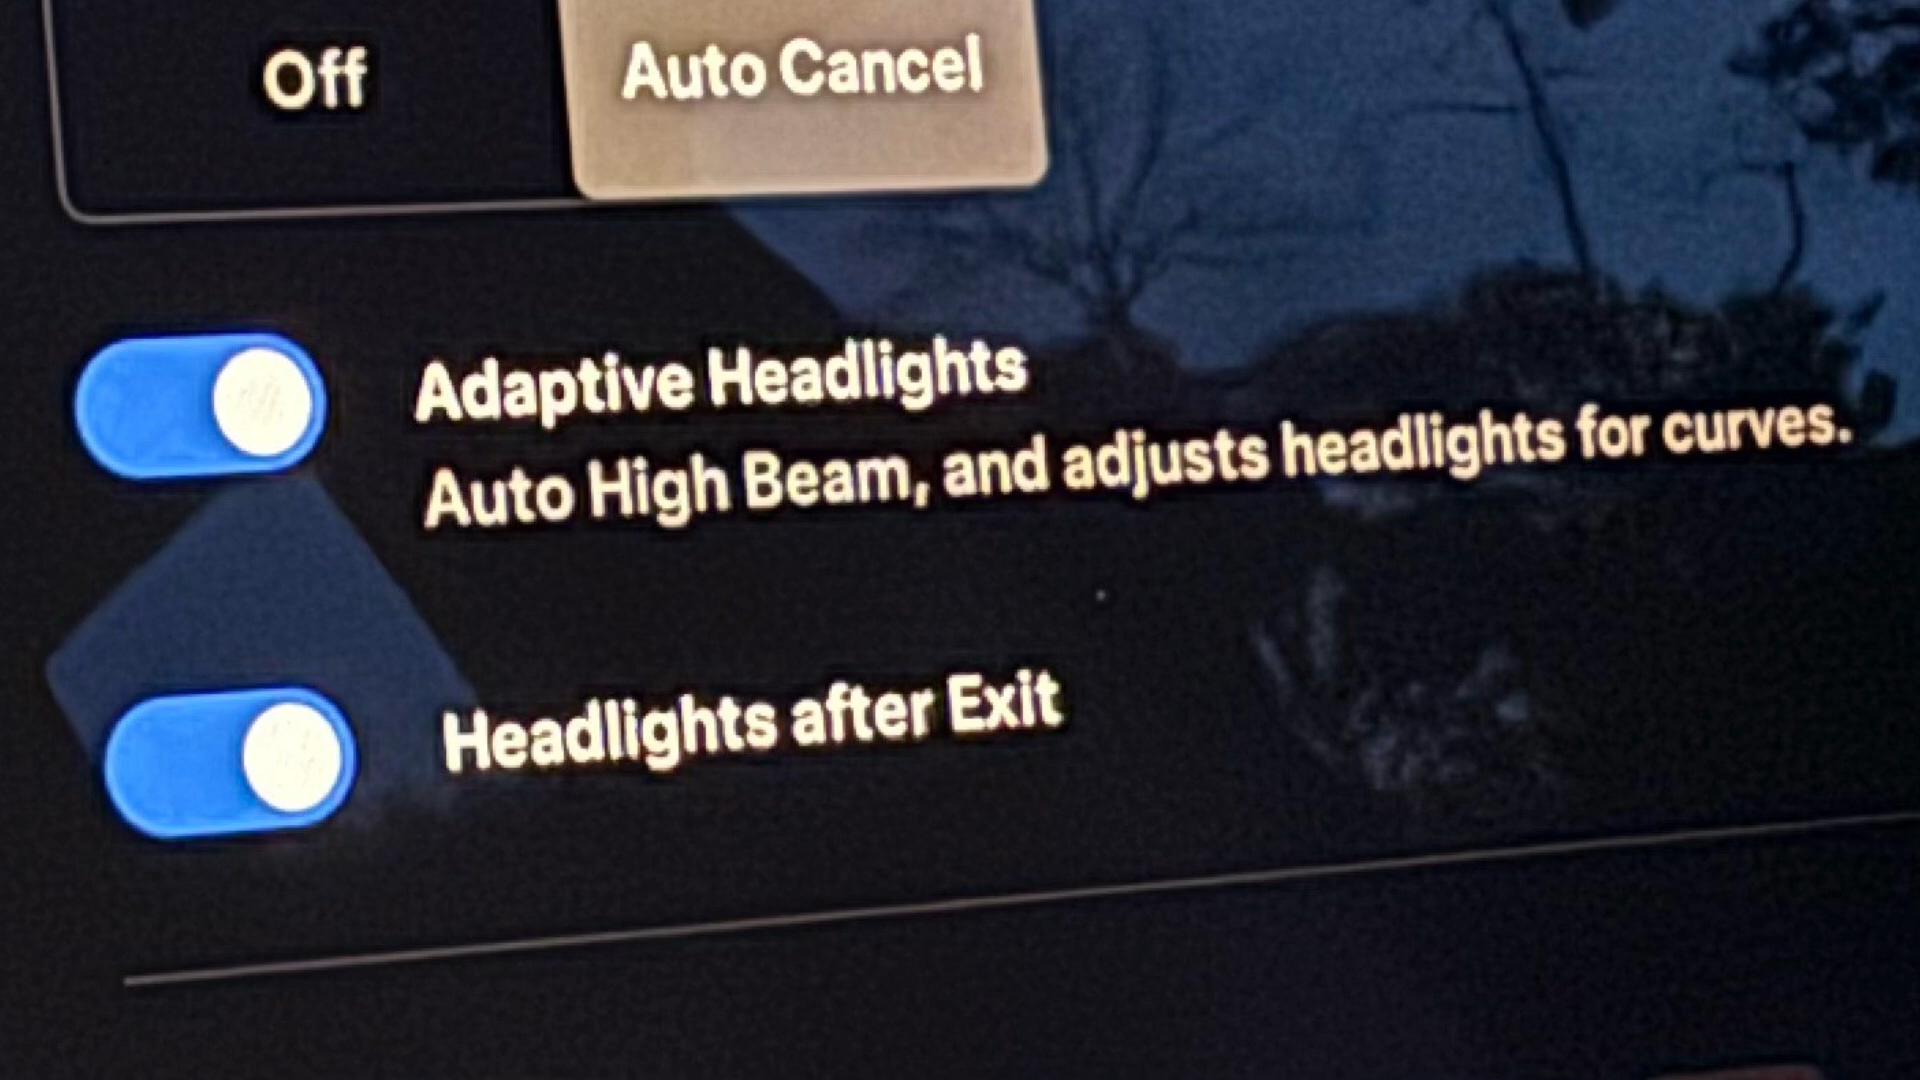 Off
Auto Cancel
Adaptive Headlights
Auto High Beam, and adjusts headlights for curves.
Headlights after Exit